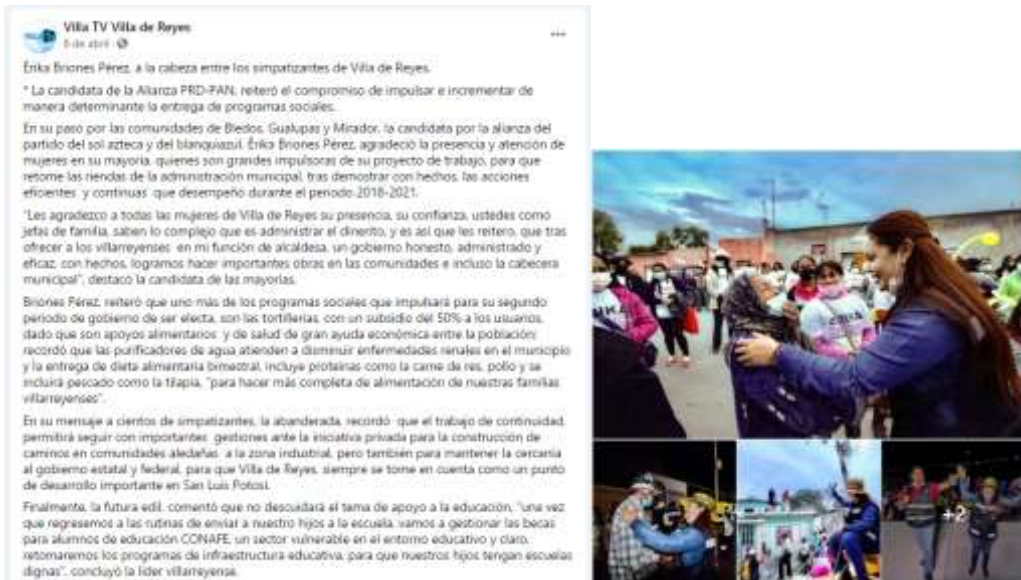 Villa TV Villa de Reyes
5 de abril
Érika Briones Pérez, a la cabeza entre los simpatizantes de Villa de Reyes.
* La candidata de la Alianza PRD-PAN, reiteró el compromiso de impulsar e incrementar de
manera determinante la entrega de programas sociales.
En su paso por las comunidades de Bledos, Gualupas y Mirador, la candidata por la alianza del
partido del sol azteca y del blanquiazul, Érika Briones Pérez, agradeció la presencia y atención de
mujeres en su mayoría, quienes son grandes impulsoras de su proyecto de trabajo, para que
retome las riendas de la administración municipal, tras demostrar con hechos, las acciones
eficientes y continuas que desempeñó durante el periodo 2018-2021.
"Les agradezco a todas las mujeres de Villa de Reyes su presencia, su confianza, ustedes como
jefas de familia, saben lo complejo que es administrar el dinerito, y es así que les reitero, que tras
ofrecer a los villarreyenses en mi función de alcaldesa, un gobierno honesto, administrado y
eficaz, con hechos, logramos hacer importantes obras en las comunidades e incluso la cabecera
municipal", destacó la candidata de las mayorías.
Briones Pérez, reiteró que uno más de los programas sociales que impulsará para su segundo
periodo de gobierno de ser electa, son las tortillerías, con un subsidio del 50% a los usuarios,
dado que son apoyos alimentarios y de salud de gran ayuda económica entre la población;
recordó que las purificadores de agua atienden a disminuir enfermedades renales en el municipio
y la entrega de dieta alimentaria bimestral, incluye proteínas como la carne de res, pollo y se
incluirá pescado como la tilapia, "para hacer más completa de alimentación de nuestras familias
villarreyenses".
En su mensaje a cientos de simpatizantes, la abanderada, recordó que el trabajo de continuidad,
permitirá seguir con importantes gestiones ante la iniciativa privada para la construcción de
caminos en comunidades aledañas a la zona industrial, pero también para mantener la cercanía
al gobierno estatal y federal, para que Villa de Reyes, siempre se tome en cuenta como un punto
de desarrollo importante en San Luis Potosí.
Finalmente, la futura edil, comentó que no descuidará el tema de apoyo a la educación, "una vez
que regresemos a las rutinas de enviar a nuestro hijos a la escuela, vamos a gestionar las becas
para alumnos de educación CONAFE, un sector vulnerable en el entorno educativo y claro,
retomaremos los programas de infraestructura educativa, para que nuestros hijos tengan escuelas
dignas", concluyó la líder villarreyense.
+2